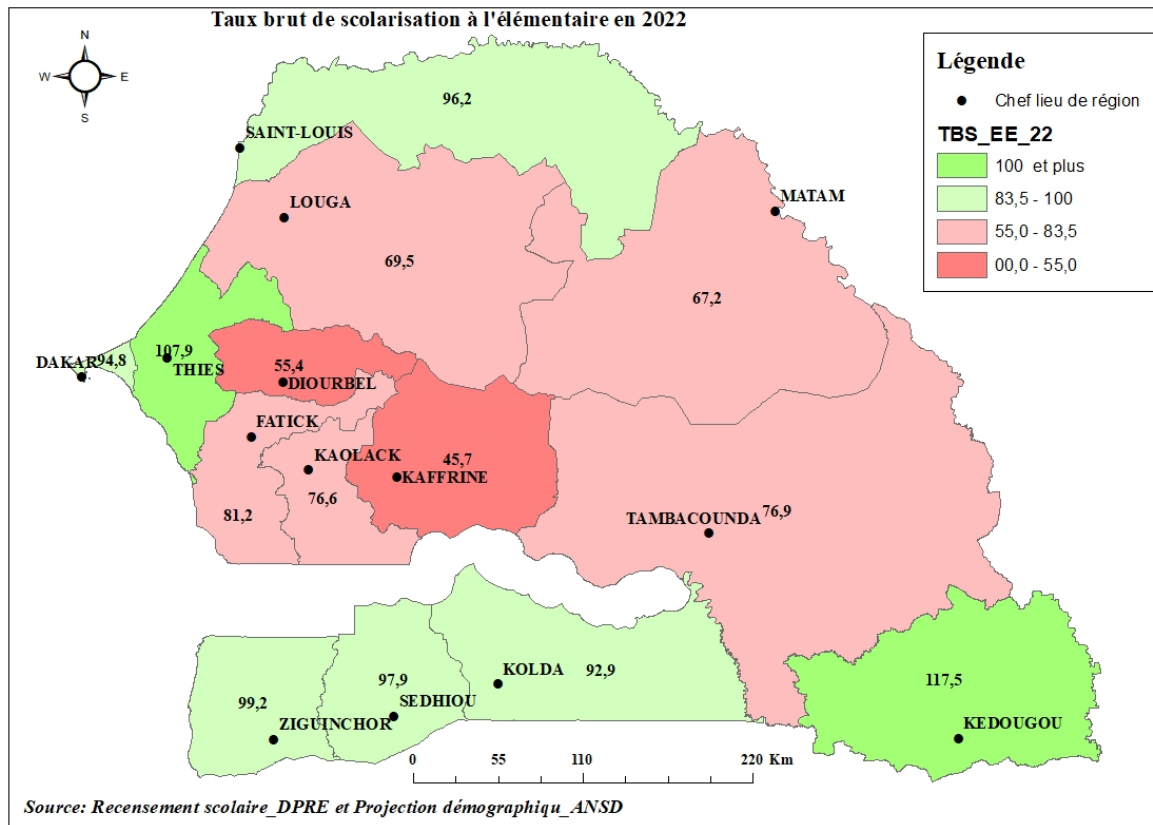 Taux brut de scolarisation à l'élémentaire en 2022
N
W E
S
Légende
Chef lieu de région
TBS_EE_22
100 et plus
83,5 - 100
55,0 - 83,5
00,0 - 55,0
96,2
SAINT-LOUIS
LOUGA
MATAM
69,5
67,2
DAKAR
94,8
107,9
THIES
55,4
DIOURBEL
FATICK
KAOLACK
45,7
KAFFRINE
76,6
81,2
TAMBACOUNDA
76,9
KOLDA
92,9
97,9
SEDHIOU
99,2
ZIGUINCHOR
117,5
KEDOUGOU
0 55 110 220 Km
Source: Recensement scolaire_DPRE et Projection démographiqu_ANSD